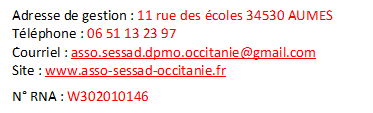 Adresse de gestion : 11 rue des écoles 34530 AUMES
Téléphone : 06 51 13 23 97
Courriel : asso.sessad.dpmo.occitanie@gmail.com
Site : www.asso-sessad-occitanie.fr
N° RNA : W302010146